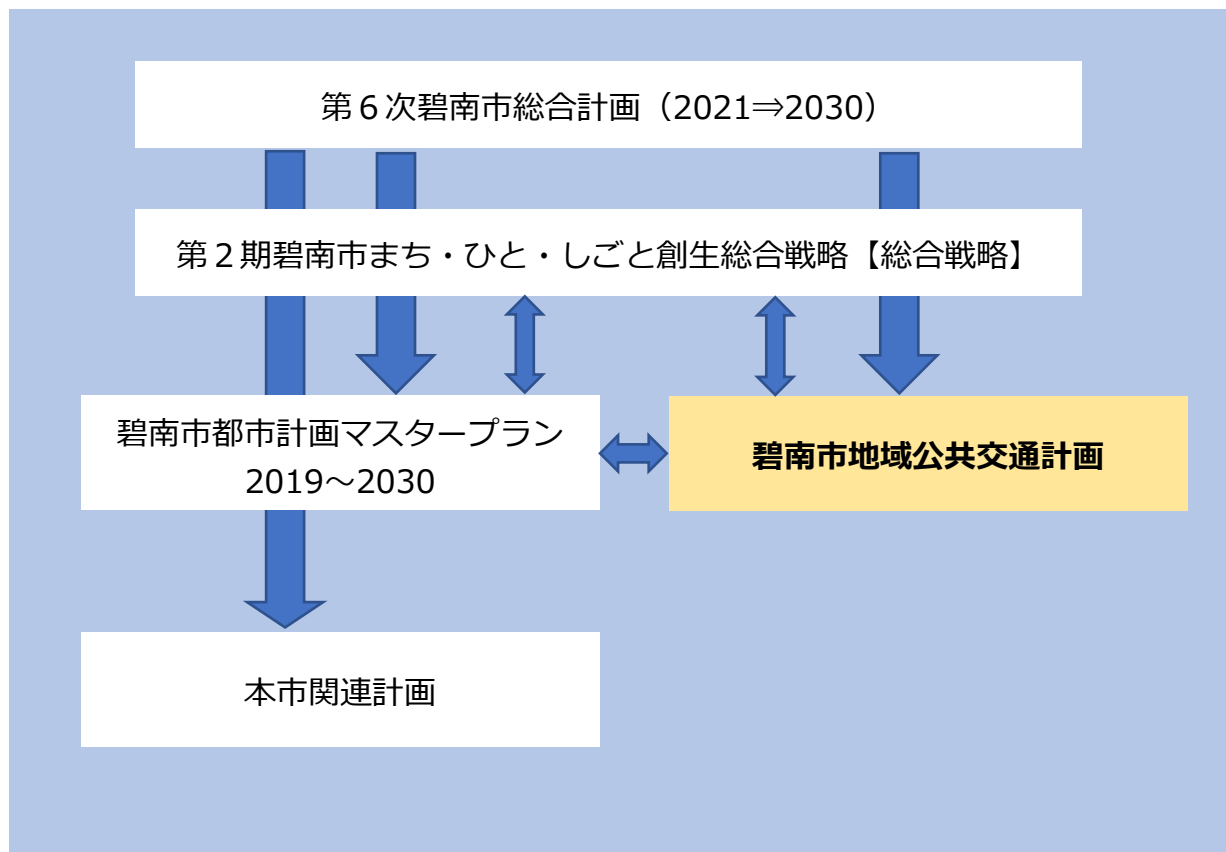 第６次碧南市総合計画（2021⇒2030）
第２期碧南市まち・ひと・しごと創生総合戦略【総合戦略】
碧南市都市計画マスタープラン
2019～2030
碧南市地域公共交通計画
本市関連計画